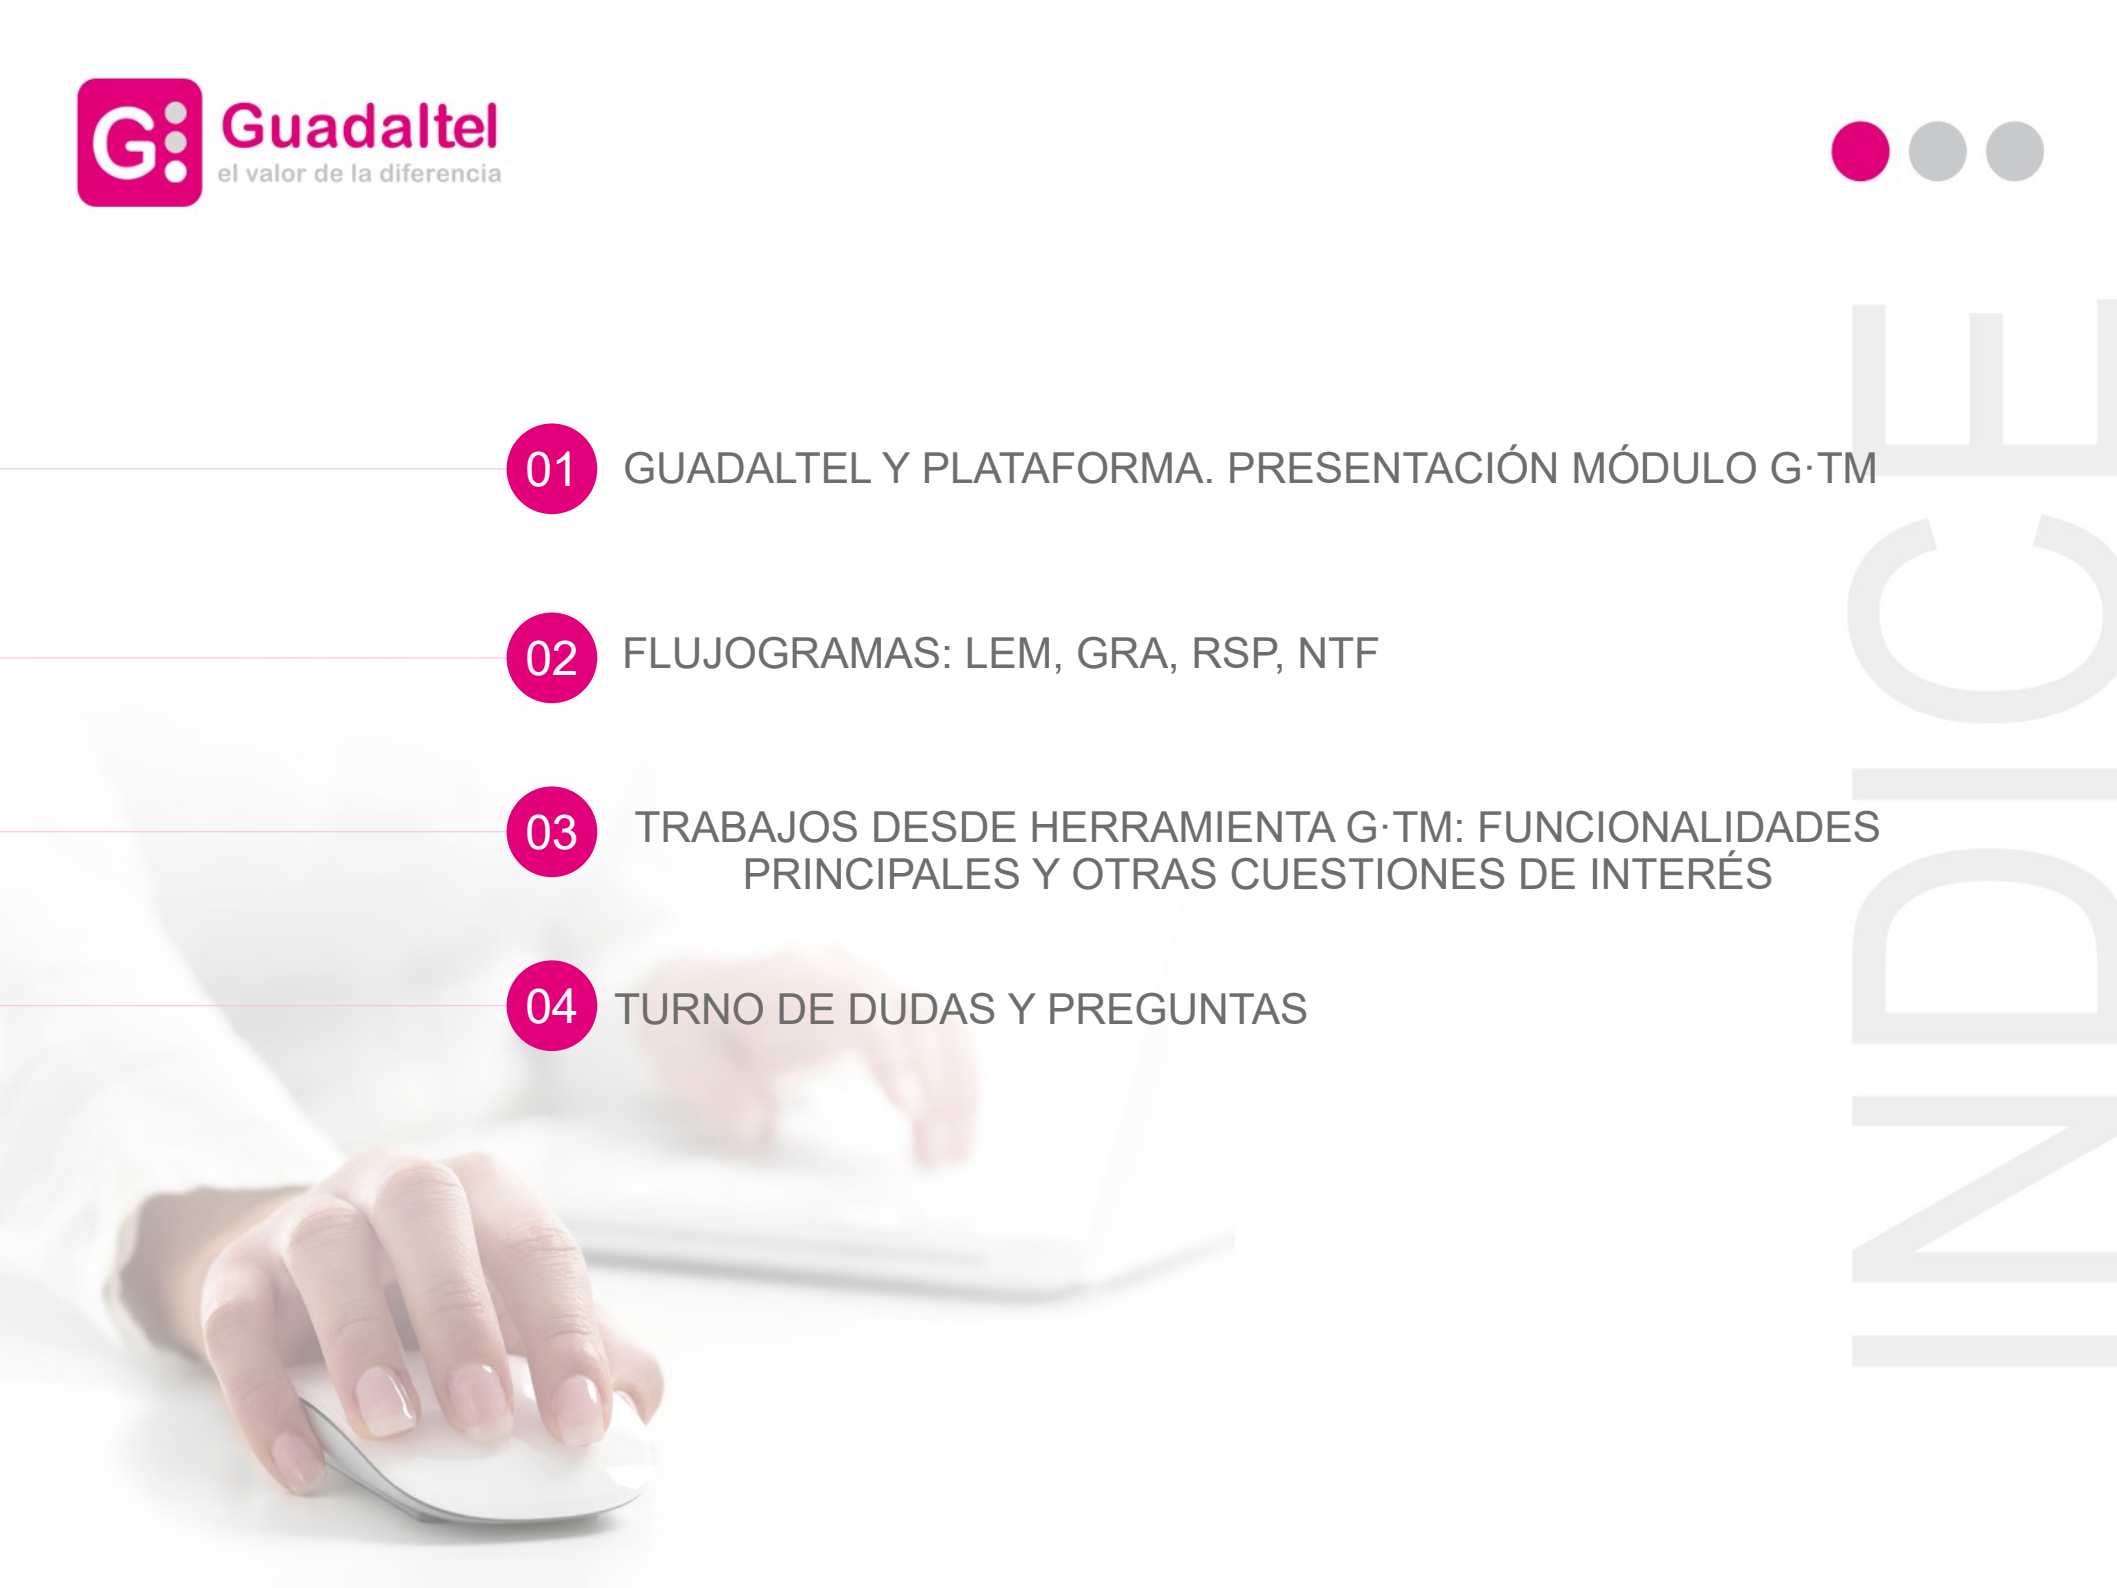 G
Guadaltel
el valor de la diferencia
01 GUADALTEL Y PLATAFORMA. PRESENTACIÓN MÓDULO G·TM
02 FLUJOGRAMAS: LEM, GRA, RSP, NTF
03 TRABAJOS DESDE HERRAMIENTA G·TM: FUNCIONALIDADES
PRINCIPALES Y OTRAS CUESTIONES DE INTERÉS
04 TURNO DE DUDAS Y PREGUNTAS
INDICE